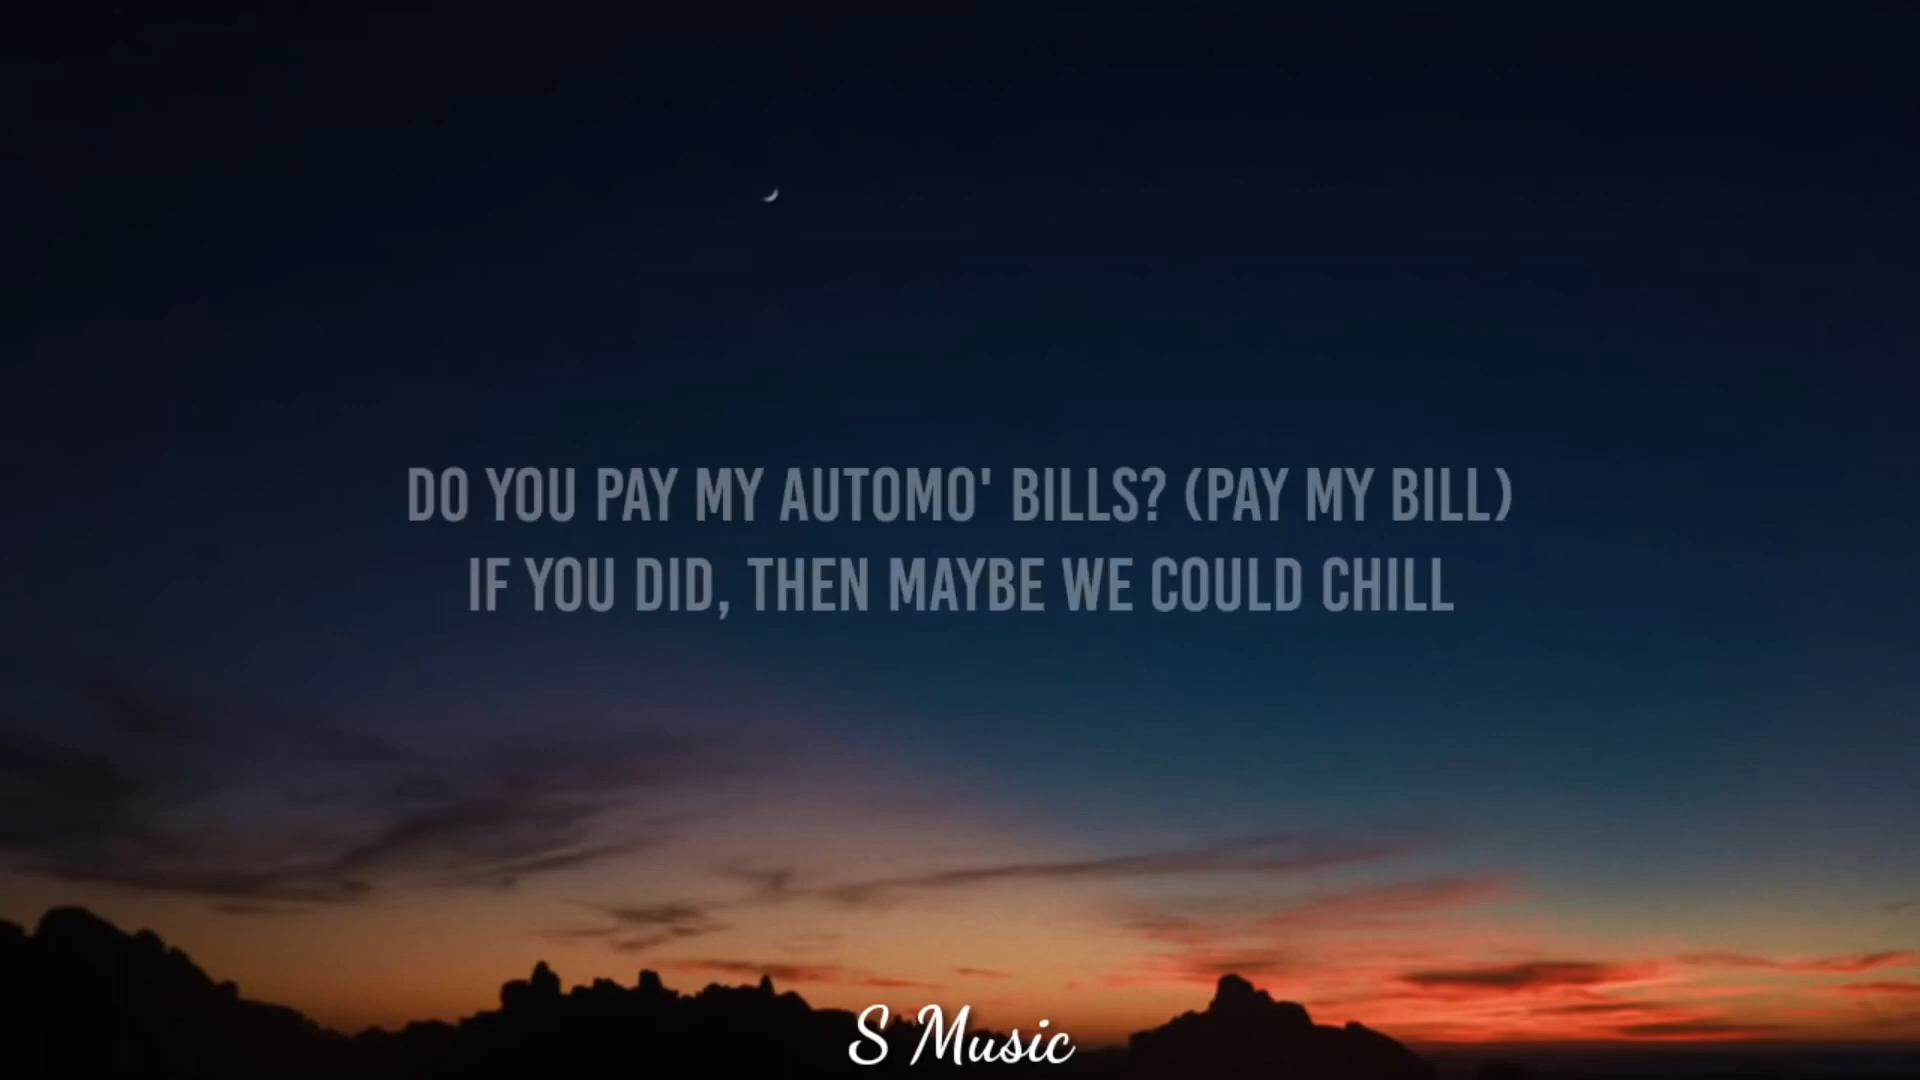 DO YOU PAY MY AUTOMO' BILLS? (PAY MY BILL)
IF YOU DID, THEN MAYBE WE COULD CHILL
S Music